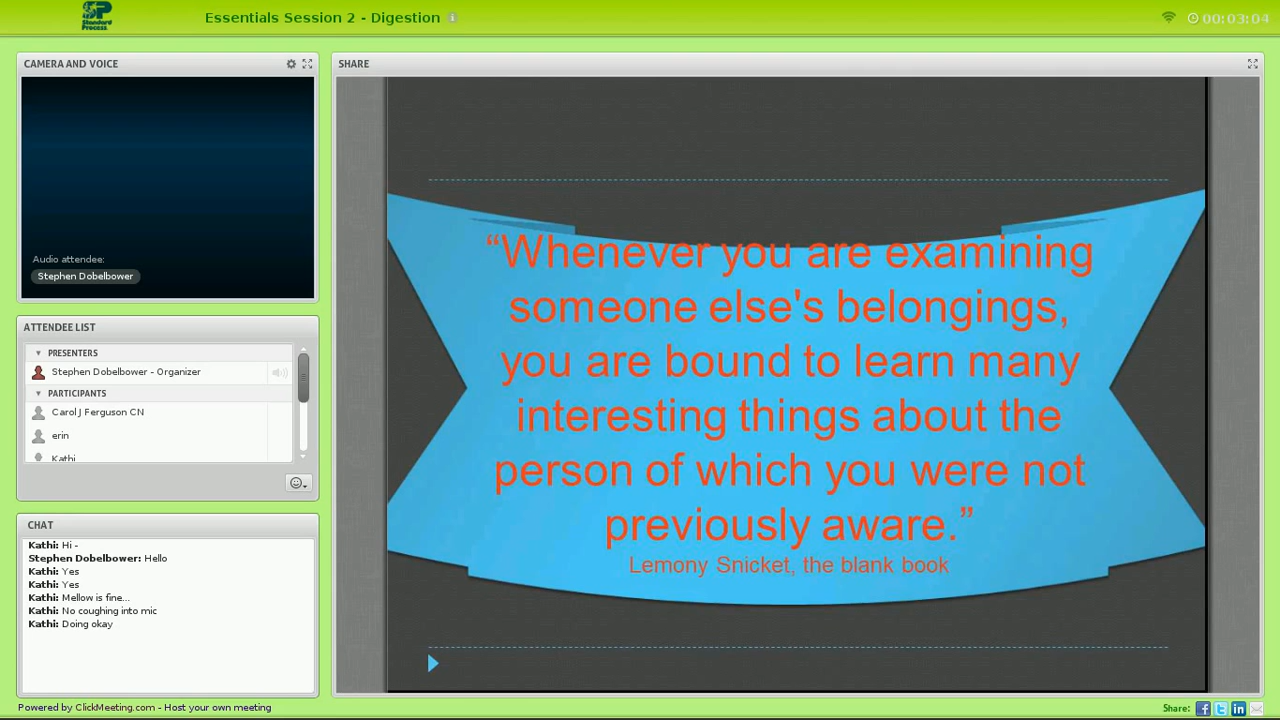 SP
Standard
Process
Essentials Session 2 - Digestion
00:03:04
CAMERA AND VOICE
Audio attendee:
Stephen Dobelbower
ATTENDEE LIST
PRESENTERS
Stephen Dobelbower - Organizer
PARTICIPANTS
Carol J Ferguson CN
erin
Kathi
CHAT
Kathi: Hi -
Stephen Dobelbower: Hello
Kathi: Yes
Kathi: Yes
Kathi: Mellow is fine...
Kathi: No coughing into mic
Kathi: Doing okay
SHARE
“Whenever you are examining
someone else's belongings,
you are bound to learn many
interesting things about the
person of which you were not
previously aware.”
Lemony Snicket, the blank book
Powered by ClickMeeting.com - Host your own meeting
Share: